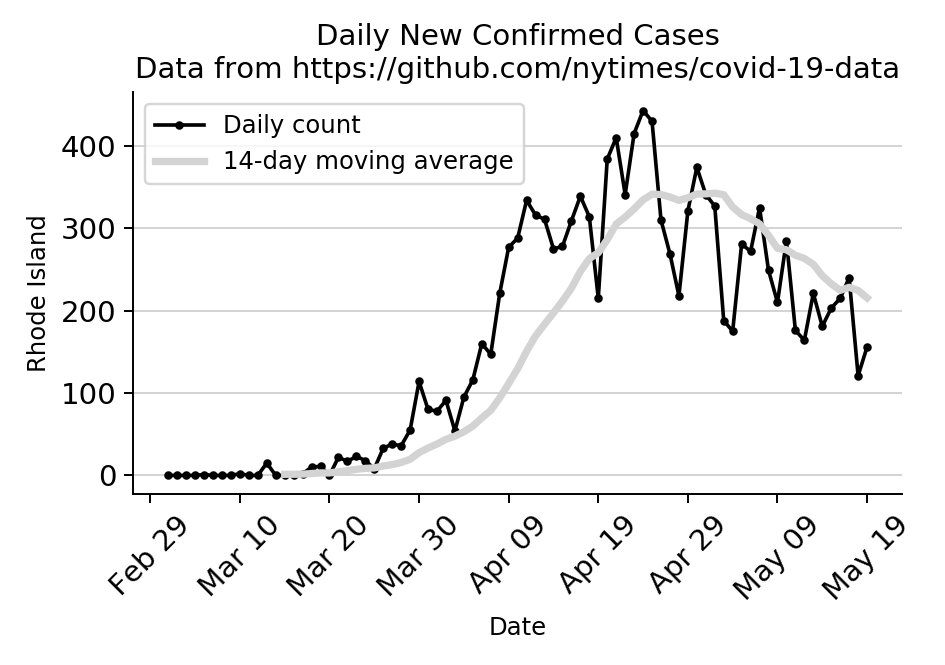 Daily New Confirmed Cases
Data from https://github.com/nytimes/covid-19-data
Daily count
14-day moving average
Rhode Island
400
300
200
100
0
Feb 29
Mar 10
Mar 20
Mar 30
Apr 09
Apr 19
Apr 29
May 09
May 19
Date